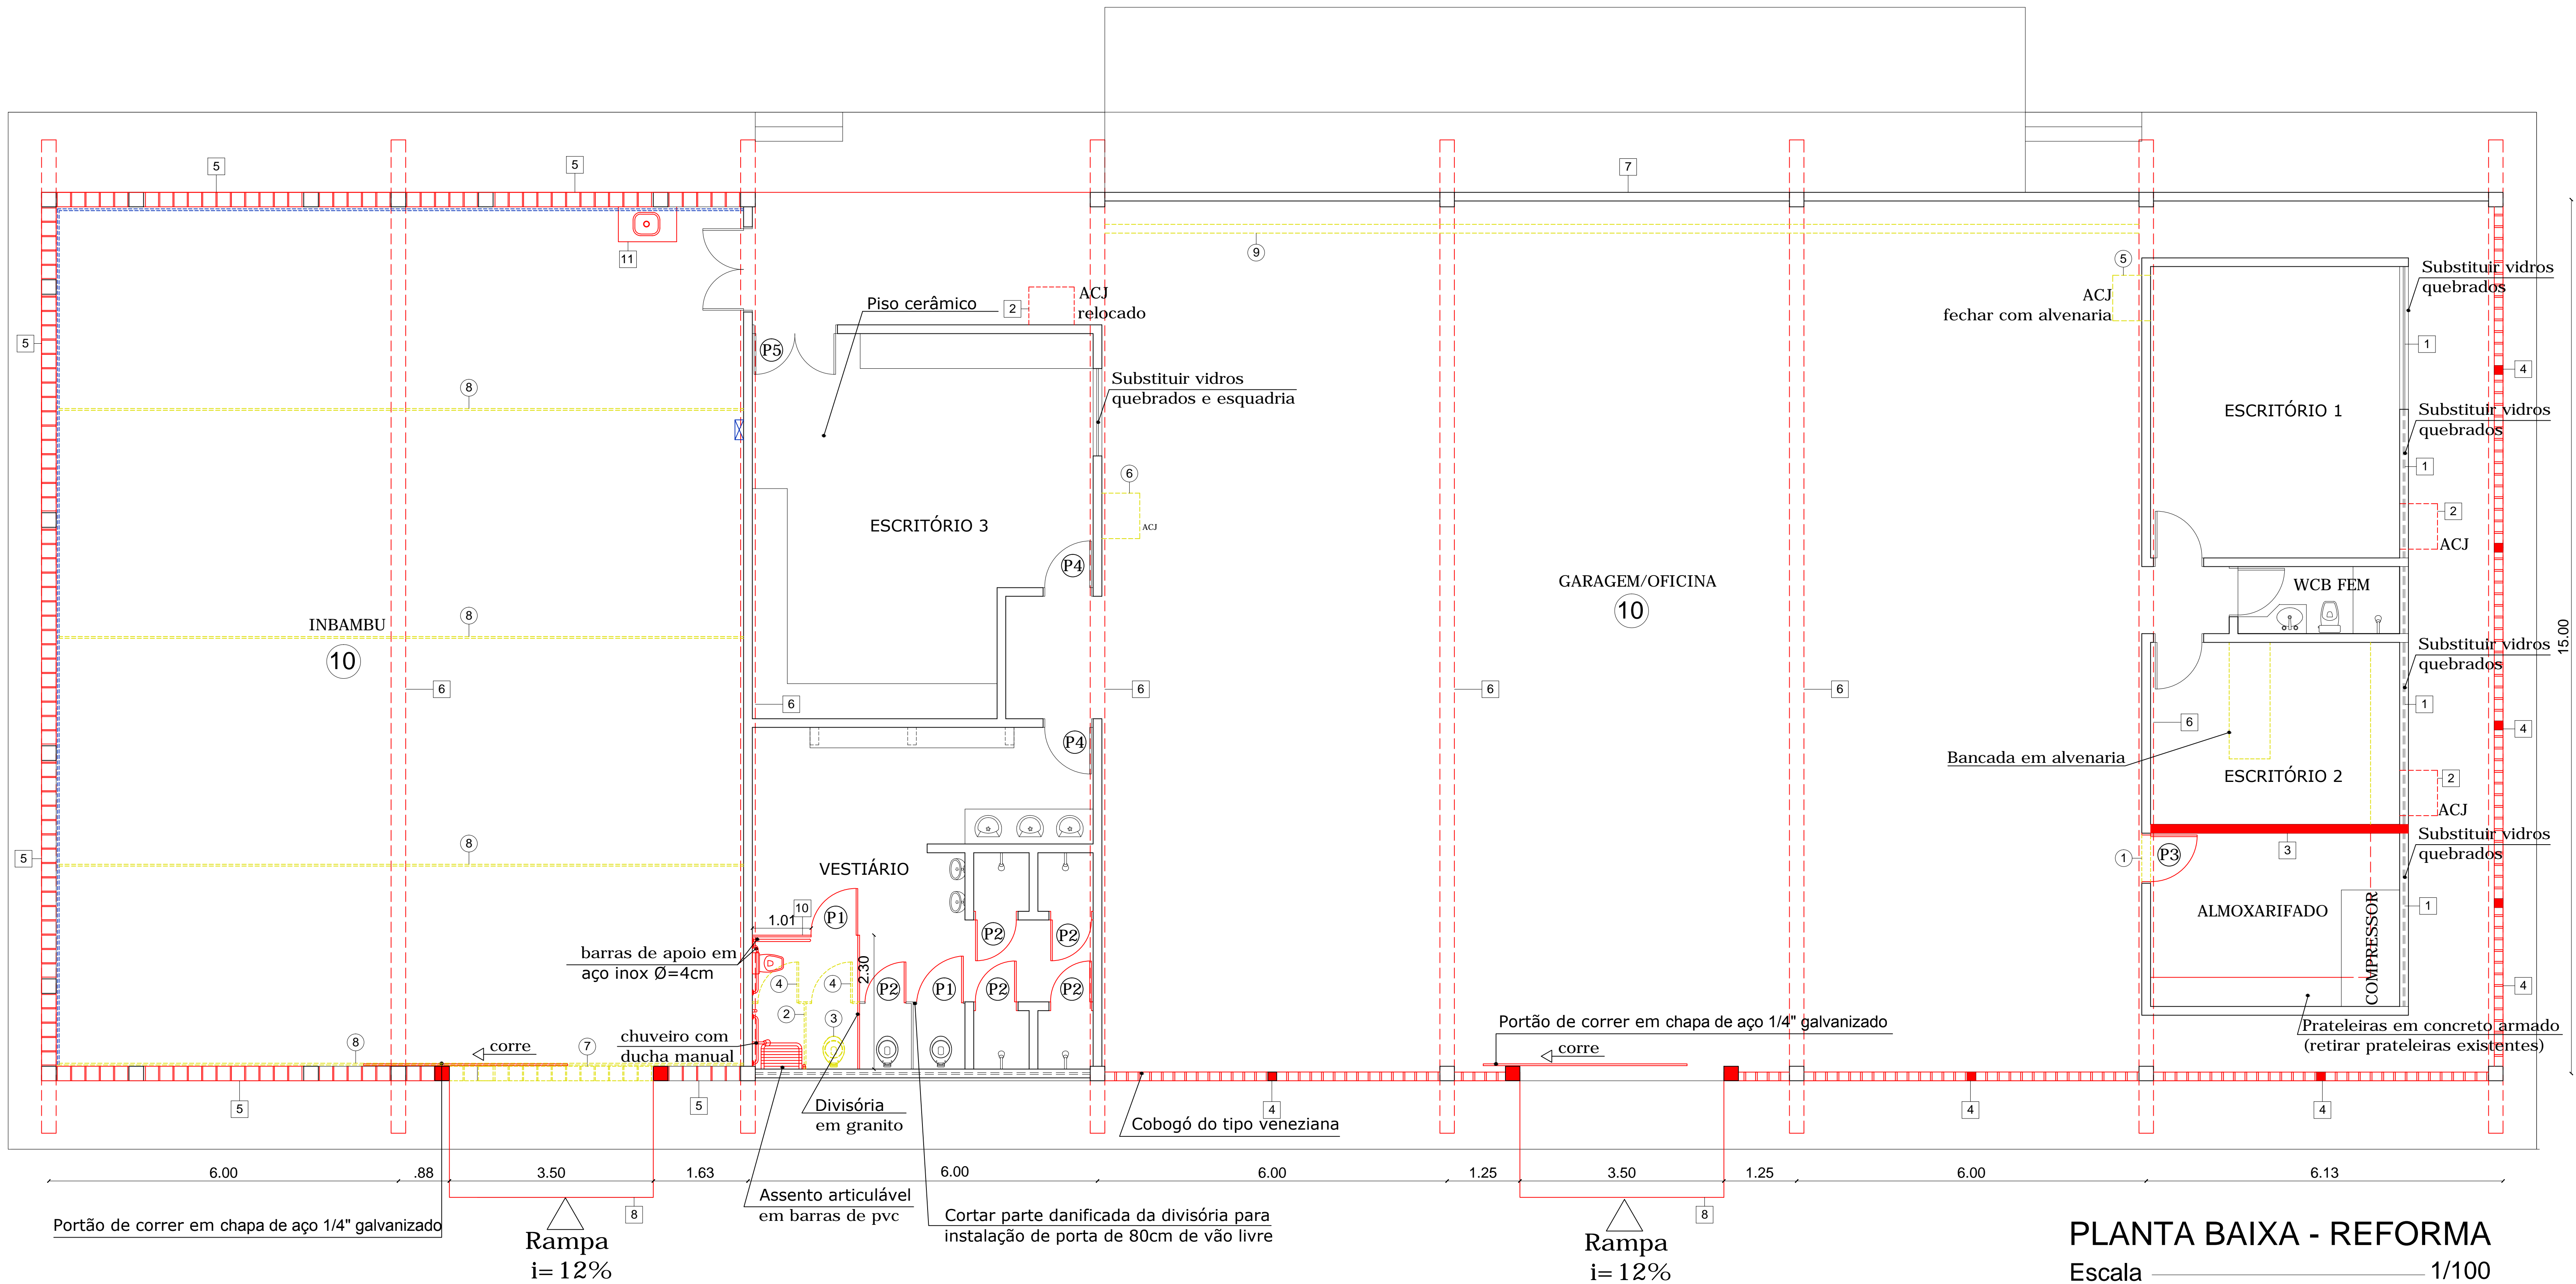 5
5
7
5
11
9
5
Substituir vidros
quebrados
ACJ
relocado
2
Piso cerâmico
ACJ
fechar com alvenaria
P5
1
4
Substituir vidros
quebrados e esquadria
8
ESCRITÓRIO 1
Substituir vidros
quebrados
1
6
ACJ
ESCRITÓRIO 3
2
ACJ
P4
GARAGEM/OFICINA
10
WCB FEM
INBAMBU
10
8
15.00
Substituir vidros
quebrados
6
6
6
6
6
1
6
4
P4
Bancada em alvenaria
ESCRITÓRIO 2
2
ACJ
Substituir vidros
quebrados
5
8
VESTIÁRIO
1
P3
3
1
1.01
10
P1
ALMOXARIFADO
COMPRESSOR
barras de apoio em
aço inox Ø=4cm
P2
P2
2.30
4
4
P2
P1
P2
P2
4
2
3
chuveiro com
ducha manual
Portão de correr em chapa de aço 1/4" galvanizado
corre
Prateleiras em concreto armado
(retirar prateleiras existentes)
8
corre
7
5
5
Divisória
em granito
4
Cobogó do tipo veneziana
4
4
6.00
.88
3.50
1.63
6.00
6.00
1.25
3.50
1.25
6.00
6.13
Assento articulável
em barras de pvc
Cortar parte danificada da divisória para
instalação de porta de 80cm de vão livre
Portão de correr em chapa de aço 1/4" galvanizado
8
8
Rampa
i=12%
Rampa
i=12%
PLANTA BAIXA - REFORMA
Escala 1/100